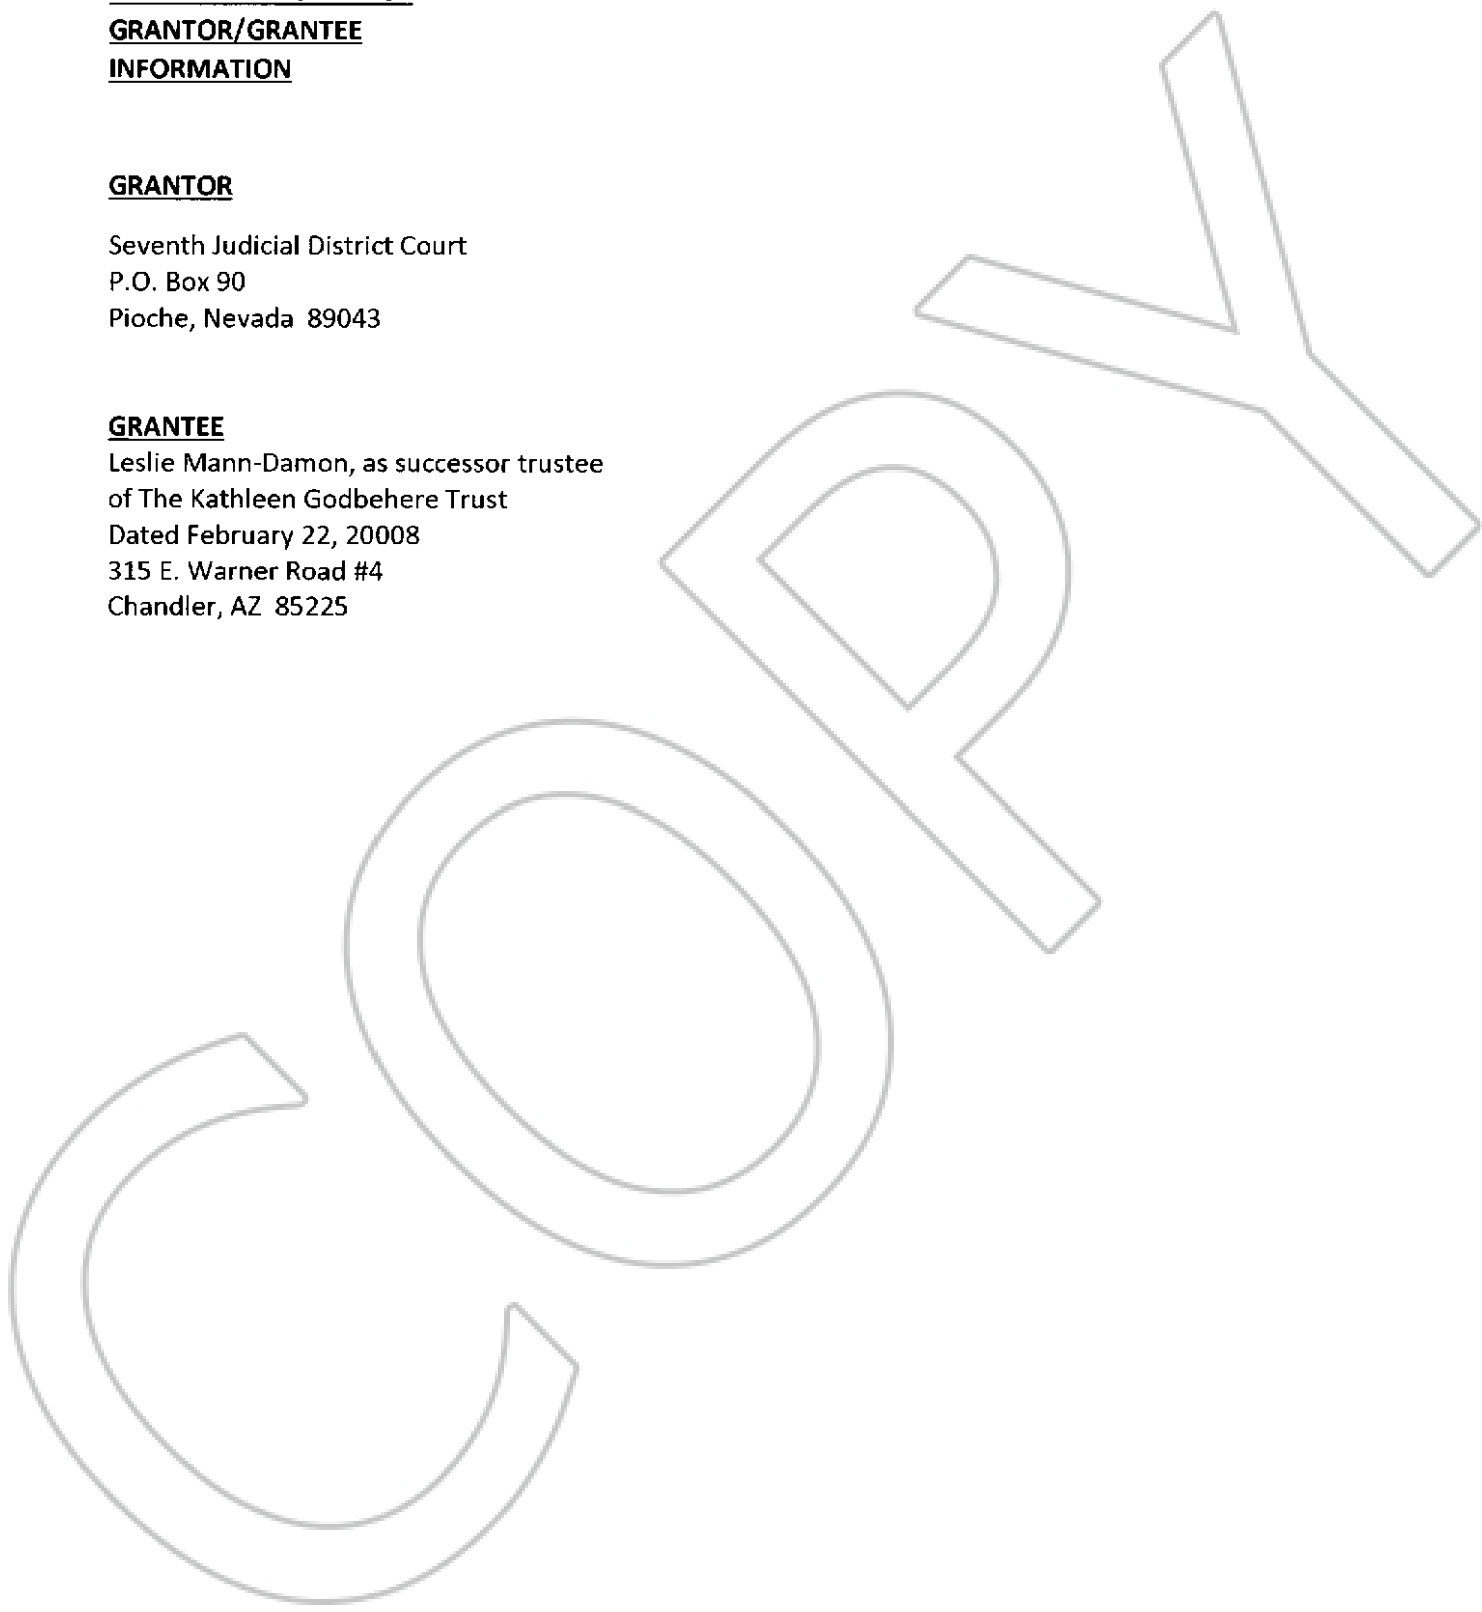 GRANTOR/GRANTEE
INFORMATION
GRANTOR
Seventh Judicial District Court
P.O. Box 90
Pioche, Nevada 89043
GRANTEE
Leslie Mann-Damon, as successor trustee
of The Kathleen Godbehere Trust
Dated February 22, 20008
315 E. Warner Road #4
Chandler, AZ 85225
COPY